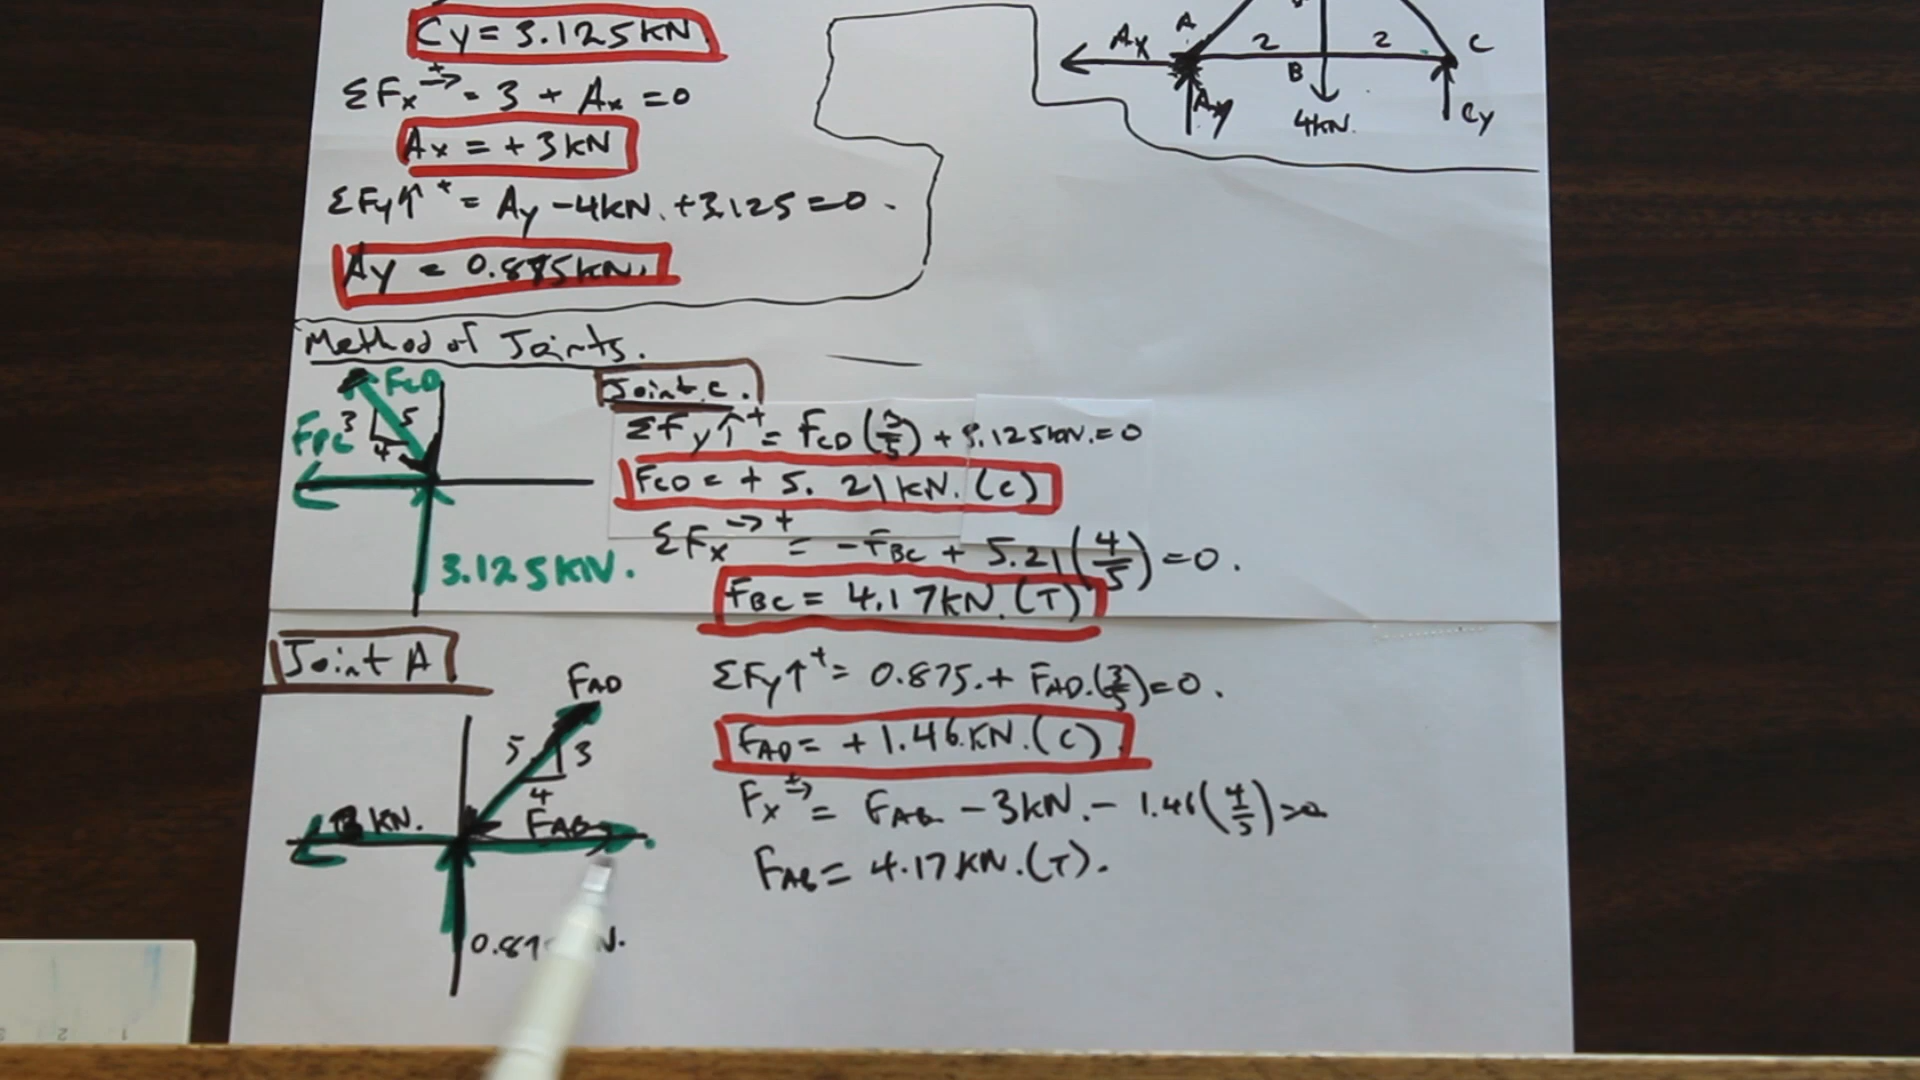 Cy = 3.125KN.
ΣFx→+ = 3 + Ax = 0
Ax = + 3KN
ΣFy↑+ = Ay - 4KN. + 3.125 = 0.
Ay = 0.875KN.
Ax A 2 2 C
B
Ay 4KN. Cy
Method of Joints.
Joint C.
FCD
3 5
4
3.125KN.
ΣFy↑+ = FCD (3/5) + 3.125KN. = 0
FCD = + 5.21KN. (C)
ΣFx→+ = -FBC + 5.21(4/5) = 0.
FBC = 4.17KN. (T)
Joint A
FAD
5 3
4
3 KN. FAB
ΣFy↑+ = 0.875. + FAD.(3/5) = 0.
FAD = + 1.46KN. (C)
Fx→+ = FAB - 3KN. - 1.46(4/5) = 0
FAB = 4.17KN. (T).